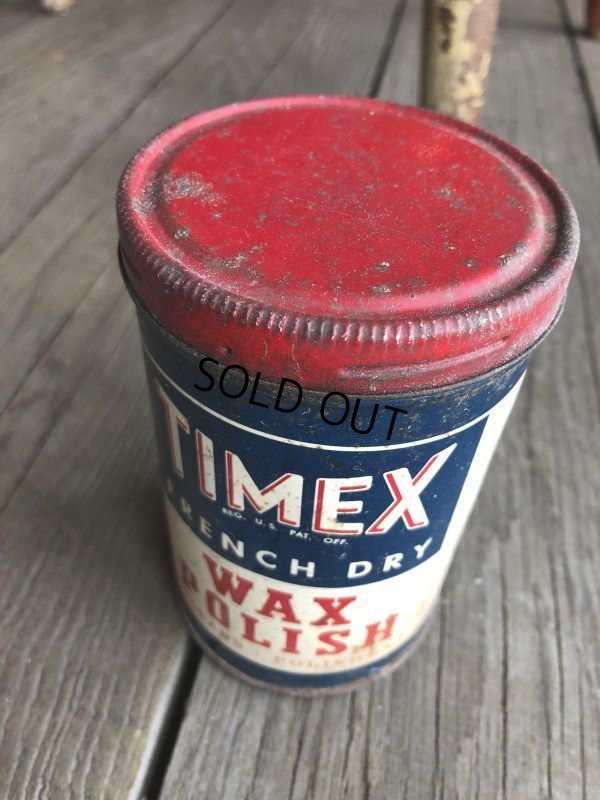 SOLD OUT
TIMEX
REG. U.S. PAT. OFF.
FRENCH DRY
WAX
POLISH